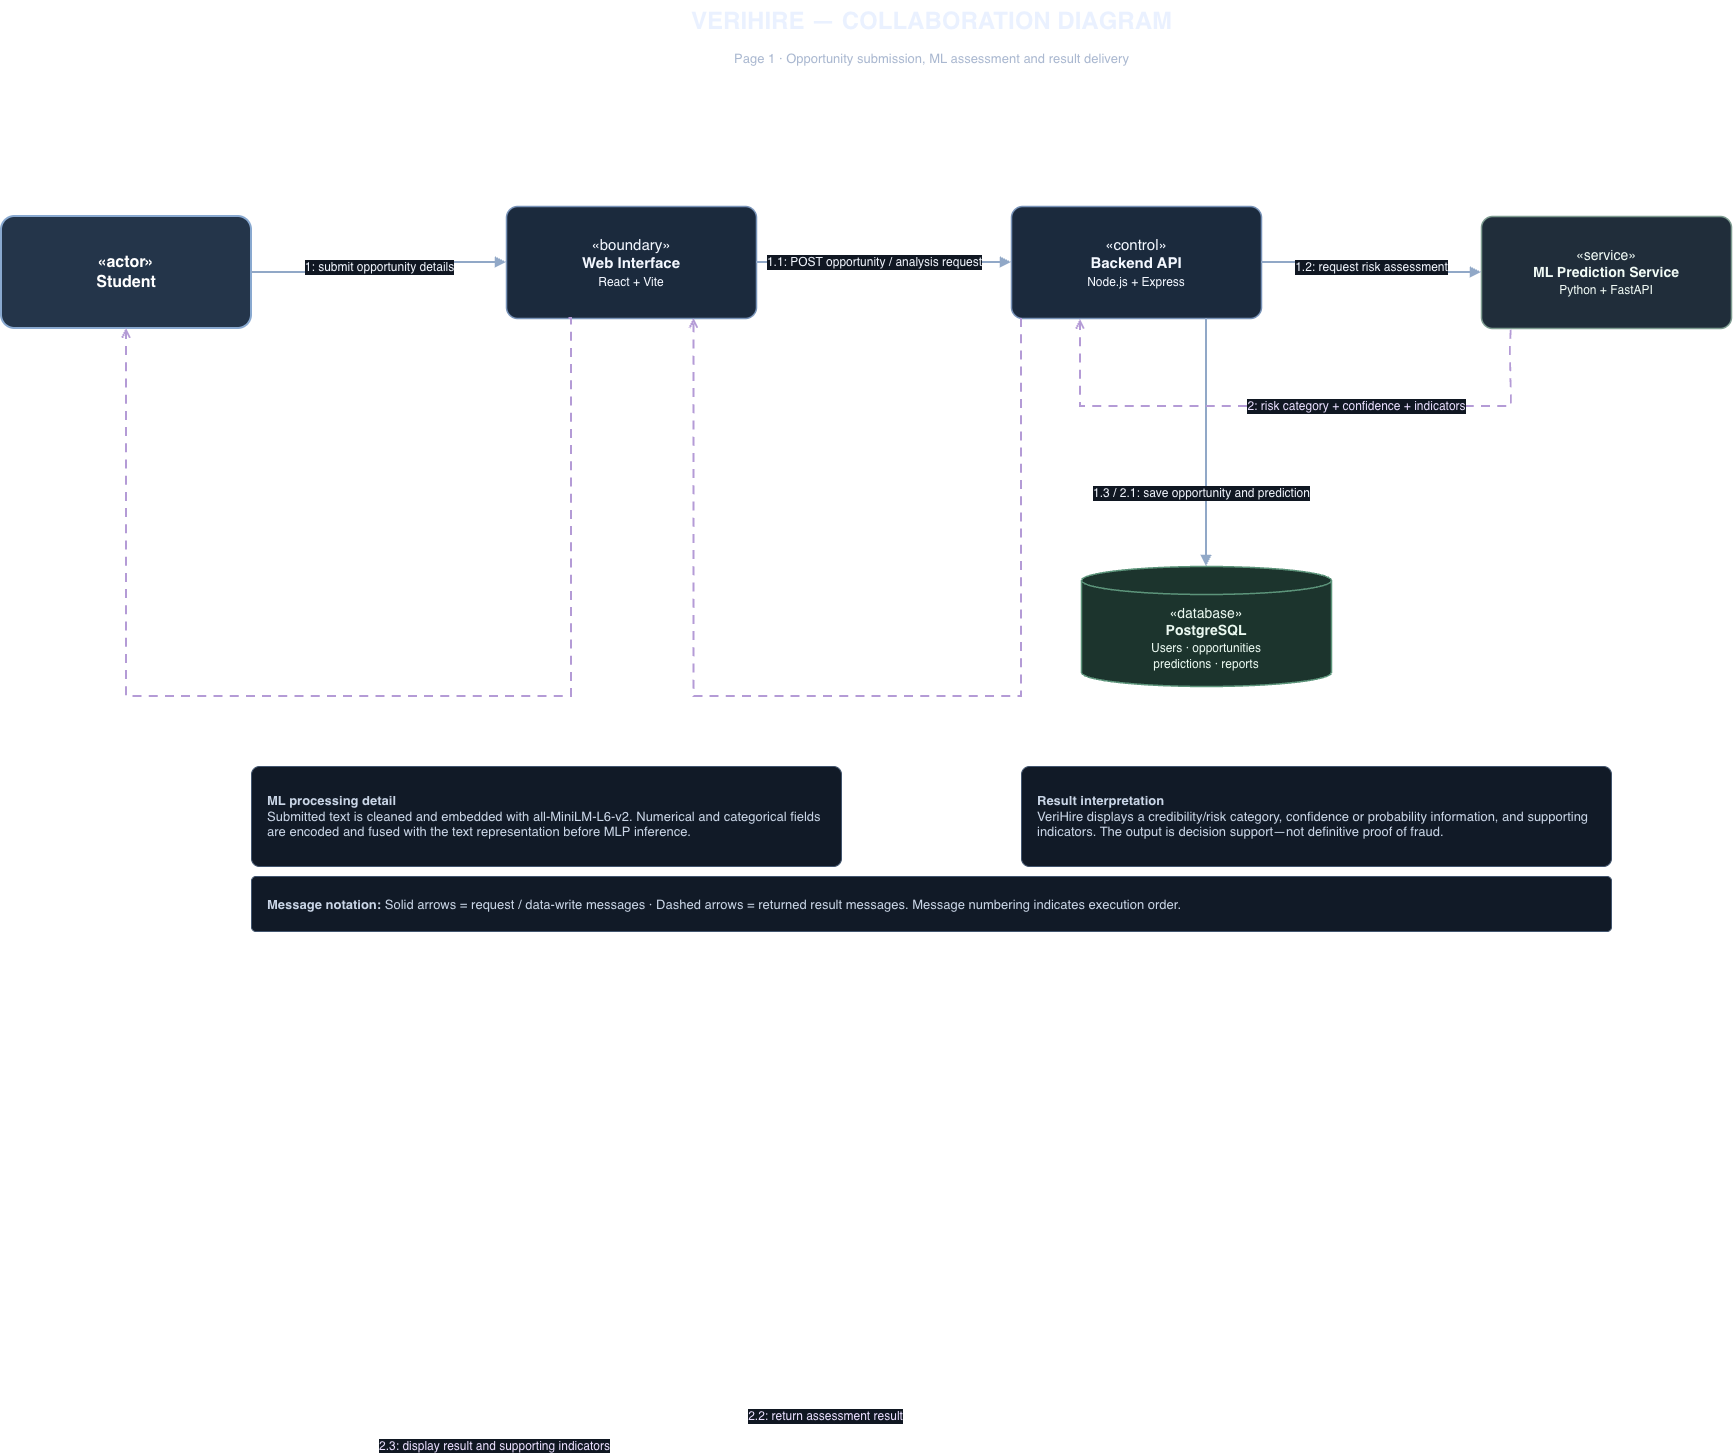 VERIHIRE — COLLABORATION DIAGRAM
Page 1 · Opportunity submission, ML assessment and result delivery
«actor»
Student
1: submit opportunity details
«boundary»
Web Interface
React + Vite
1.1: POST opportunity / analysis request
«control»
Backend API
Node.js + Express
1.2: request risk assessment
«service»
ML Prediction Service
Python + FastAPI
2: risk category + confidence + indicators
1.3 / 2.1: save opportunity and prediction
«database»
PostgreSQL
Users · opportunities
predictions · reports
ML processing detail
Submitted text is cleaned and embedded with all-MiniLM-L6-v2. Numerical and categorical fields
are encoded and fused with the text representation before MLP inference.
Result interpretation
VeriHire displays a credibility/risk category, confidence or probability information, and supporting
indicators. The output is decision support—not definitive proof of fraud.
Message notation: Solid arrows = request / data-write messages · Dashed arrows = returned result messages. Message numbering indicates execution order.
2.2: return assessment result
2.3: display result and supporting indicators